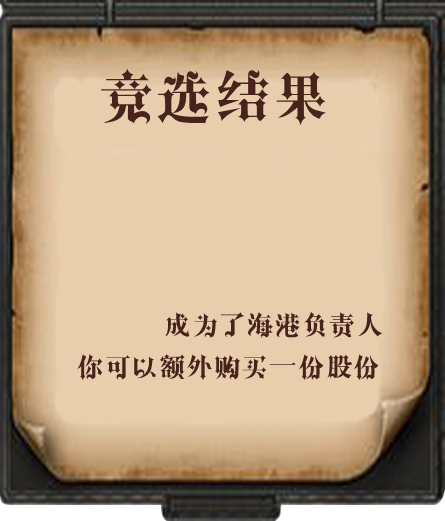 竞选结果
成为了海港负责人
你可以额外购买一份股份